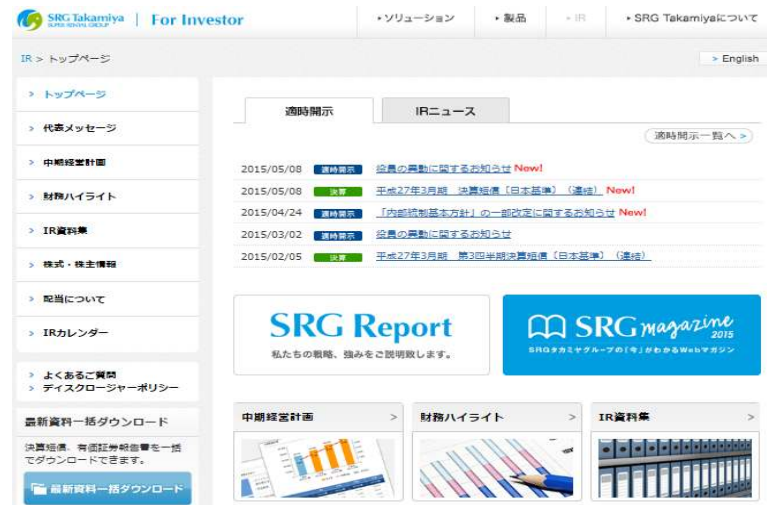 SRG Takamiya
SUPER RENTAL GROUP
For Investor
・ソリューション
・製品
・IR
・SRG Takamiyaについて
IR > トップページ
> English
> トップページ
> 代表メッセージ
> 中期経営計画
> 財務ハイライト
> IR資料集
> 株式・株主情報
> 配当について
> IRカレンダー
> よくあるご質問
> ディスクロージャーポリシー
最新資料一括ダウンロード
決算短信、有価証券報告書を一括
でダウンロードできます。
最新資料一括ダウンロード
適時開示
IRニュース
適時開示一覧へ >
2015/05/08 適時開示 役員の異動に関するお知らせ New!
2015/05/08 決算 平成27年3月期 決算短信〔日本基準〕（連結） New!
2015/04/24 適時開示 「内部統制基本方針」の一部改定に関するお知らせ New!
2015/03/02 適時開示 役員の異動に関するお知らせ
2015/02/05 決算 平成27年3月期 第3四半期決算短信〔日本基準〕（連結）
SRG Report
私たちの戦略、強みをご説明致します。
SRG magazine
2015
SRGタカミヤグループの「今」がわかるWebマガジン
中期経営計画 >
財務ハイライト >
IR資料集 >